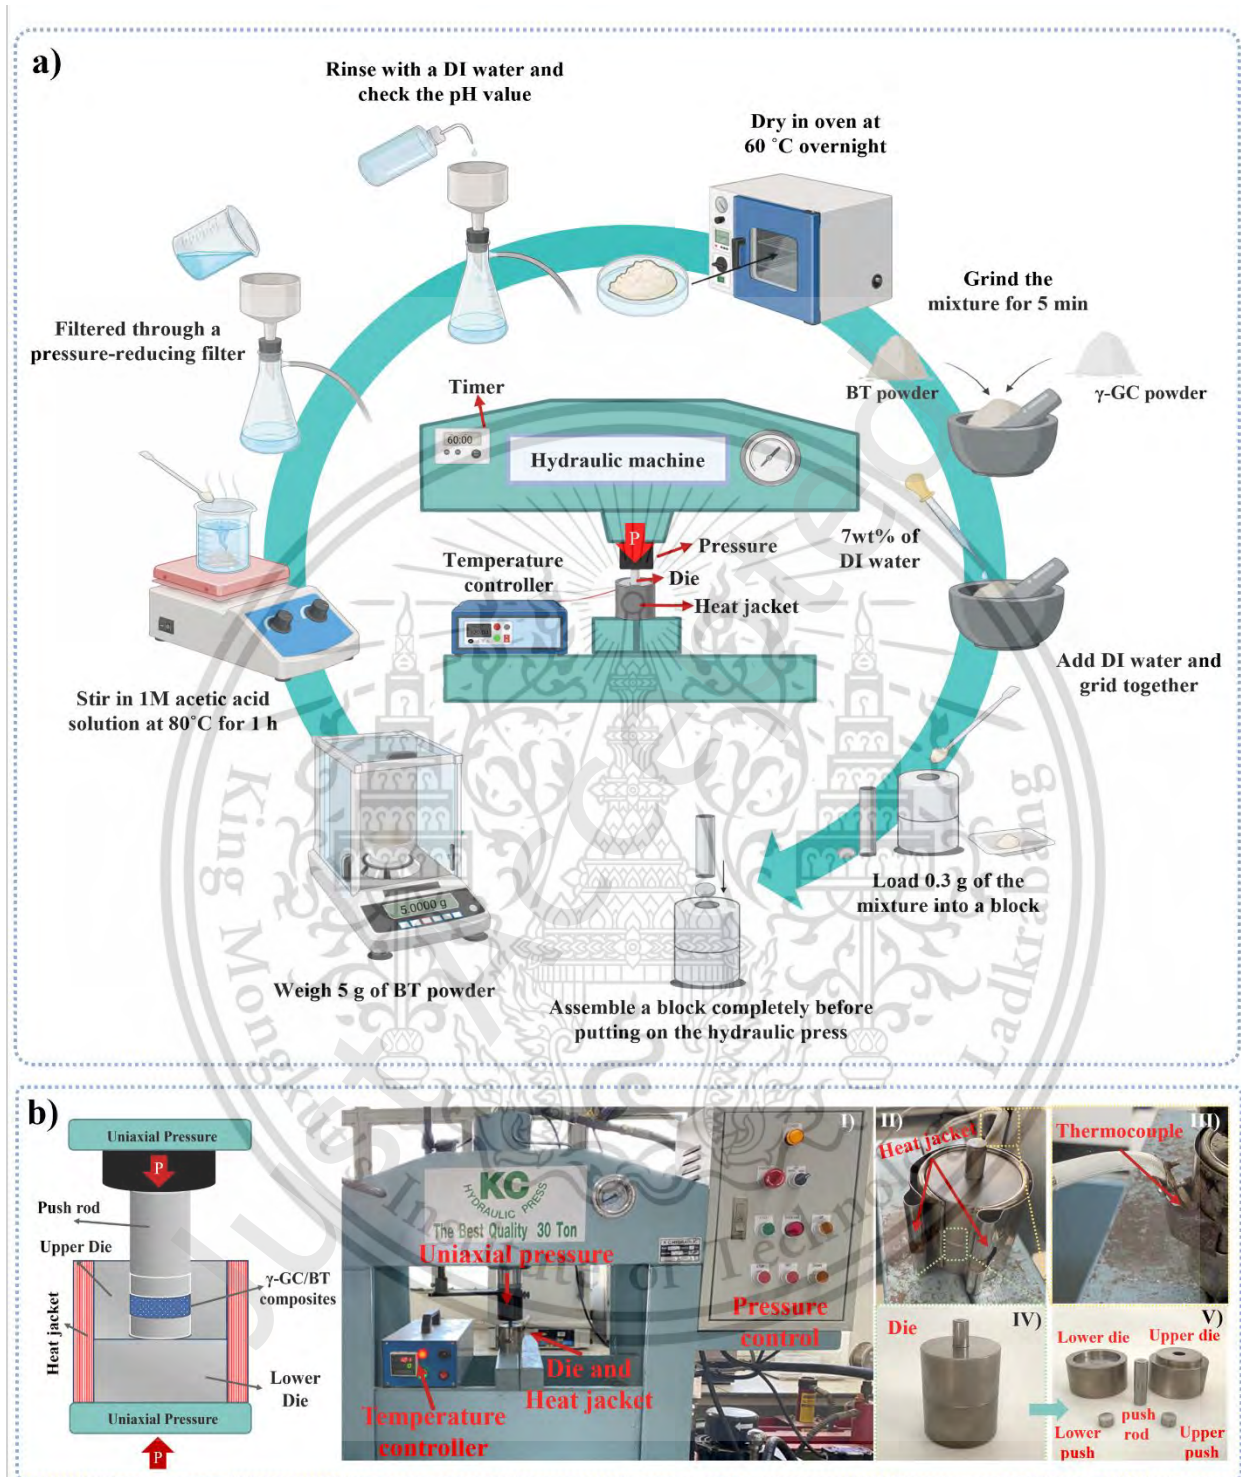 a)
Rinse with a DI water and
check the pH value
Dry in oven at
60 ˚C overnight
Grind the
mixture for 5 min
BT powder
γ-GC powder
Filtered through a
pressure-reducing filter
Timer
60:00
Hydraulic machine
P
Pressure
Die
Heat jacket
Temperature
controller
7wt% of
DI water
Add DI water and
grid together
Stir in 1M acetic acid
solution at 80˚C for 1 h
5.0000 g
Weigh 5 g of BT powder
Load 0.3 g of the
mixture into a block
Assemble a block completely before
putting on the hydraulic press
King Mongkut's Institute of Technology Ladkrabang
b)
Uniaxial Pressure
P
Push rod
Upper Die
γ-GC/BT
composites
Heat jacket
Lower
Die
Uniaxial Pressure
P
I)
KC
HYDRAULIC PRESS
The Best Quality 30 Ton
Uniaxial pressure
Pressure
control
Die and
Heat jacket
Temperature
controller
II)
Heat jacket
III)
Thermocouple
IV)
Die
V)
Lower die
Upper die
Lower
push
push
rod
Upper
push